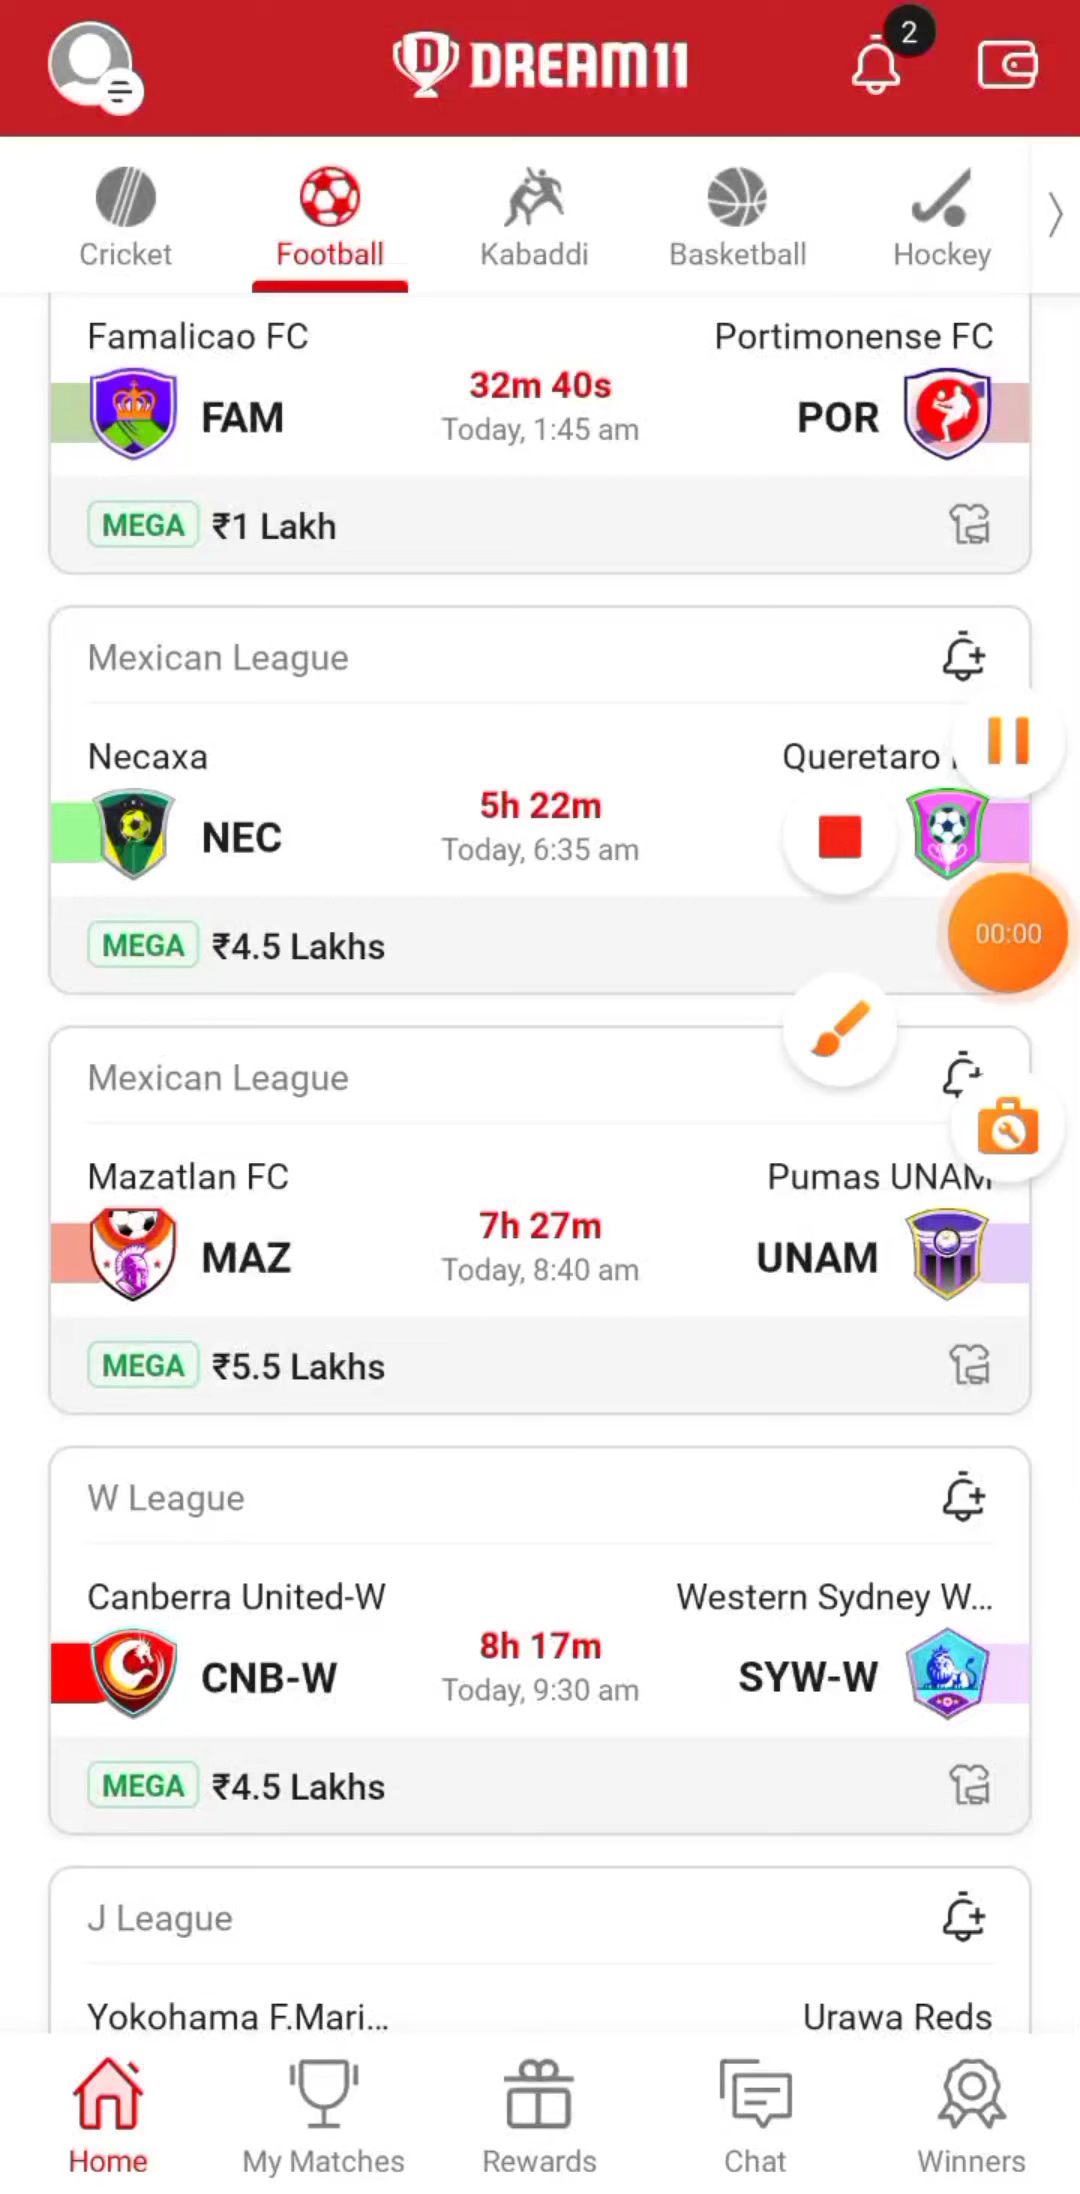 DREAM11
2
Cricket
Football
Kabaddi
Basketball
Hockey
Famalicao FC
Portimonense FC
32m 40s
FAM
POR
Today, 1:45 am
MEGA ₹1 Lakh
Mexican League
Necaxa
Queretaro
5h 22m
NEC
Today, 6:35 am
MEGA ₹4.5 Lakhs
00:00
Mexican League
Mazatlan FC
Pumas UNAM
7h 27m
MAZ
UNAM
Today, 8:40 am
MEGA ₹5.5 Lakhs
W League
Canberra United-W
Western Sydney W...
8h 17m
CNB-W
SYW-W
Today, 9:30 am
MEGA ₹4.5 Lakhs
J League
Yokohama F.Mari...
Urawa Reds
Home
My Matches
Rewards
Chat
Winners